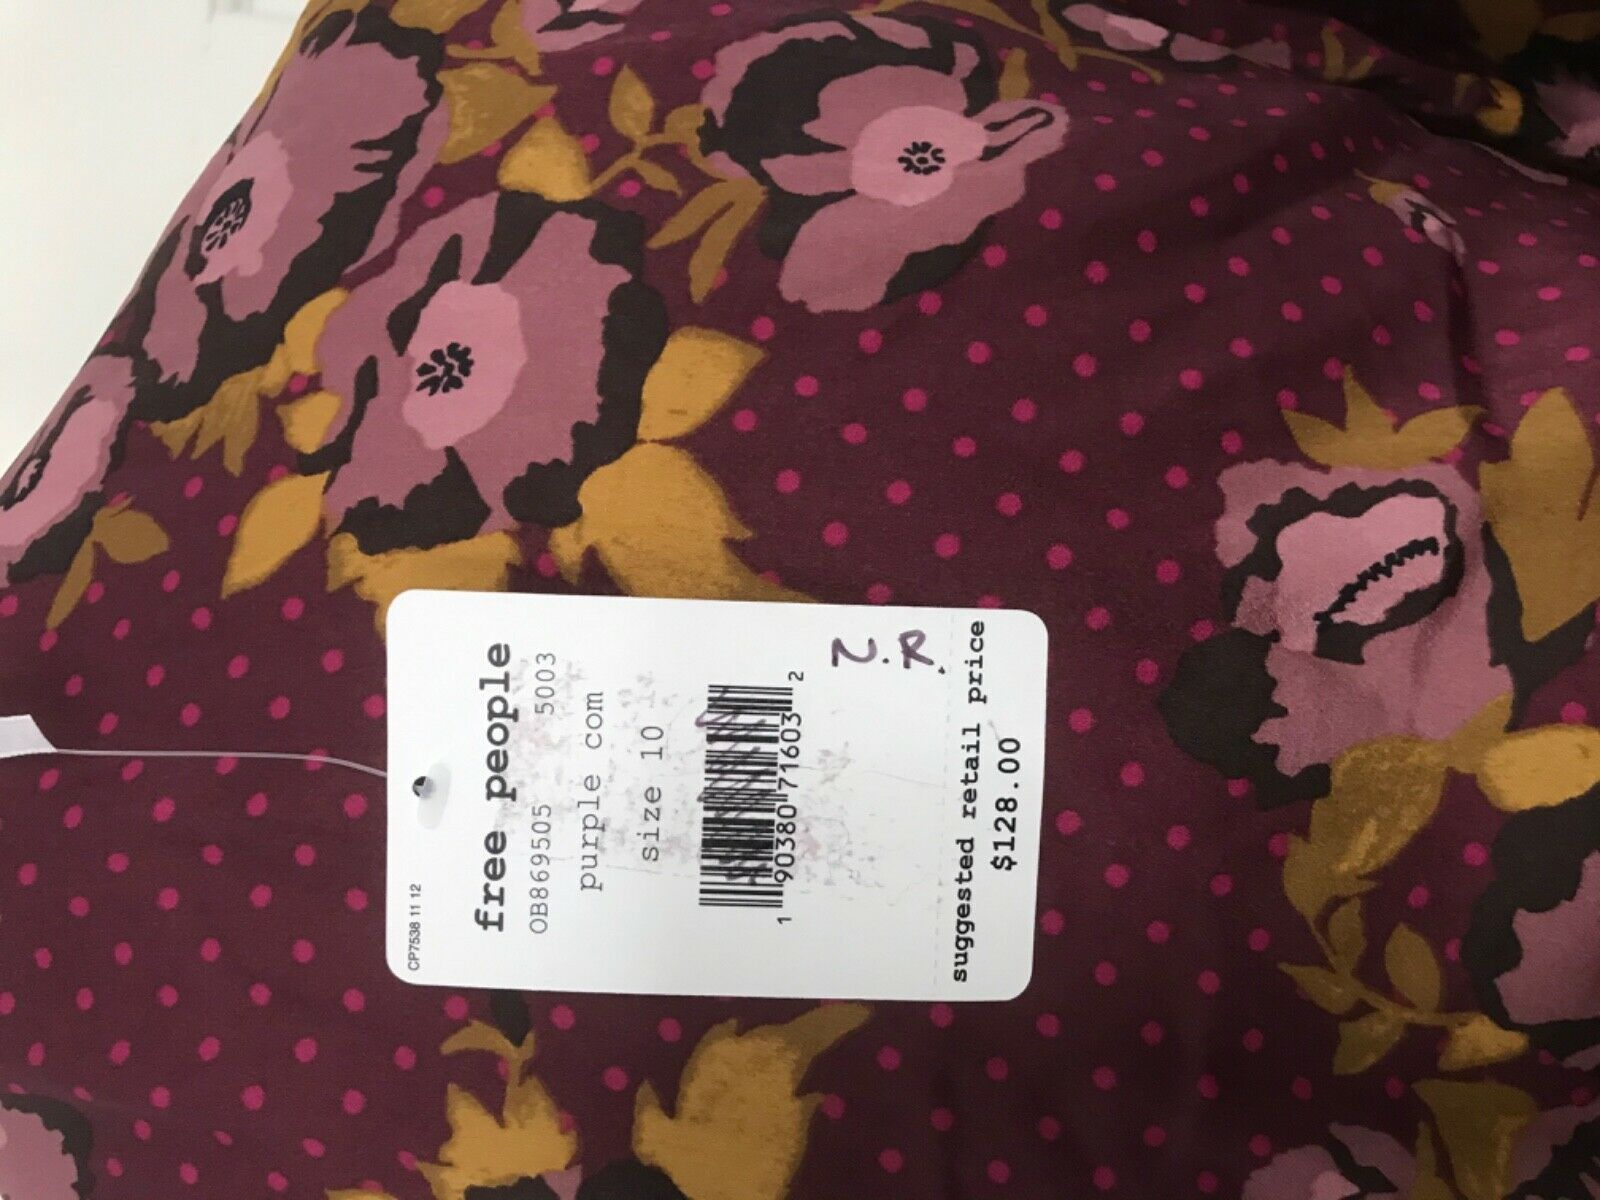 CP7538 11 12
free people
OB869505 5003
purple com
size 10
1 90380 71603 2
suggested retail price
$128.00